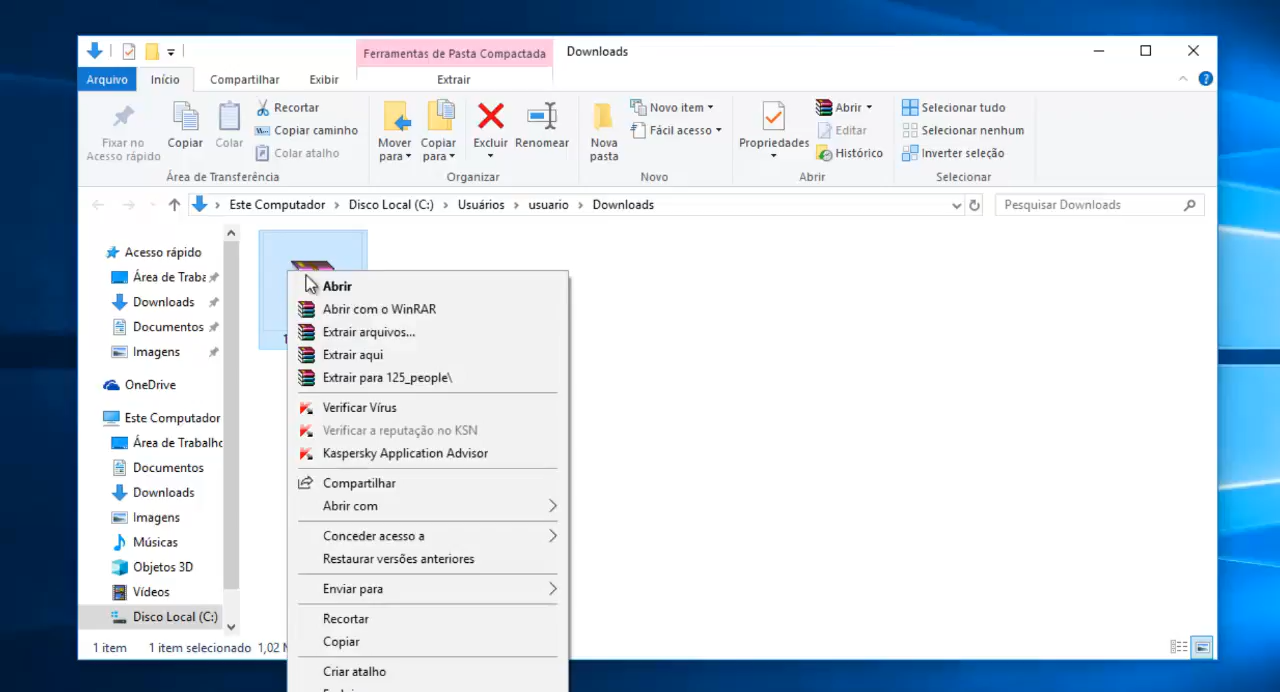 Ferramentas de Pasta Compactada
Downloads
Arquivo
Início
Compartilhar
Exibir
Extrair
Fixar no
Acesso rápido
Copiar
Colar
Recortar
Copiar caminho
Colar atalho
Área de Transferência
Mover
para
Copiar
para
Excluir
Renomear
Organizar
Nova
pasta
Novo item
Fácil acesso
Novo
Propriedades
Abrir
Editar
Histórico
Abrir
Selecionar tudo
Selecionar nenhum
Inverter seleção
Selecionar
Este Computador > Disco Local (C:) > Usuários > usuario > Downloads
Pesquisar Downloads
Acesso rápido
Área de Traba
Downloads
Documentos
Imagens
OneDrive
Este Computador
Área de Trabalho
Documentos
Downloads
Imagens
Músicas
Objetos 3D
Vídeos
Disco Local (C:)
Abrir
Abrir com o WinRAR
Extrair arquivos...
Extrair aqui
Extrair para 125_people\
Verificar Vírus
Verificar a reputação no KSN
Kaspersky Application Advisor
Compartilhar
Abrir com
Conceder acesso a
Restaurar versões anteriores
Enviar para
Recortar
Copiar
Criar atalho
1 item
1 item selecionado 1,02